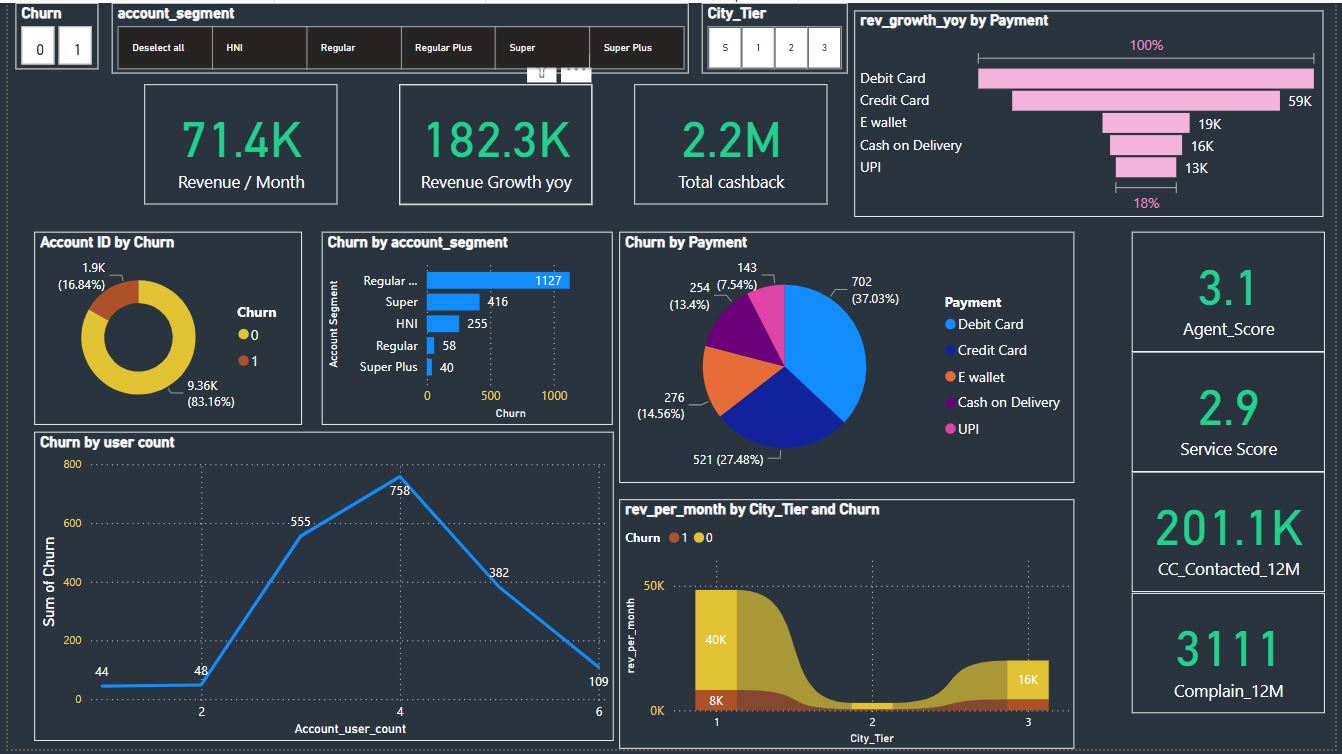 Churn
0 1
account_segment
Deselect all HNI Regular Regular Plus Super Super Plus
City_Tier
S 1 2 3
rev_growth_yoy by Payment
100%
Debit Card
Credit Card 59K
E wallet 19K
Cash on Delivery 16K
UPI 13K
18%
71.4K
Revenue / Month
182.3K
Revenue Growth yoy
2.2M
Total cashback
Account ID by Churn
1.9K
(16.84%)
9.36K
(83.16%)
Churn
0
1
Churn by account_segment
Account Segment
Regular ... 1127
Super 416
HNI 255
Regular 58
Super Plus 40
0 500 1000
Churn
Churn by Payment
143
(7.54%)
702
(37.03%)
254
(13.4%)
276
(14.56%)
521 (27.48%)
Payment
Debit Card
Credit Card
E wallet
Cash on Delivery
UPI
3.1
Agent_Score
2.9
Service Score
201.1K
CC_Contacted_12M
3111
Complain_12M
Churn by user count
Sum of Churn
800
600
400
200
0
44
48
555
758
382
109
2 4 6
Account_user_count
rev_per_month by City_Tier and Churn
Churn 1 0
rev_per_month
50K
0K
40K
8K
16K
1 2 3
City_Tier